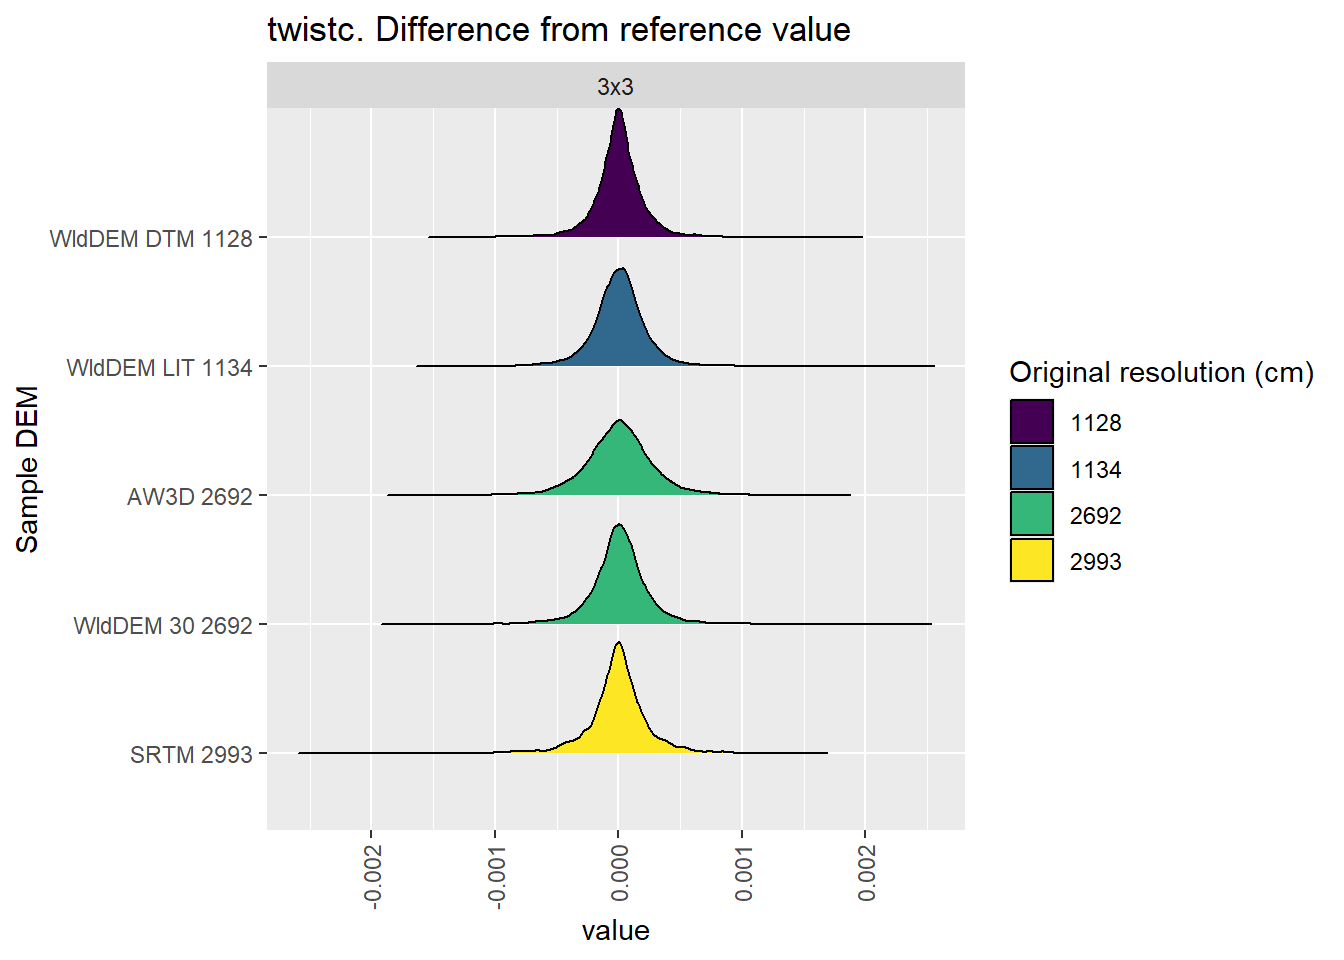 twistc. Difference from reference value
3x3
Sample DEM
WldDEM DTM 1128
WldDEM LIT 1134
AW3D 2692
WldDEM 30 2692
SRTM 2993
-0.002
-0.001
0.000
0.001
0.002
value
Original resolution (cm)
1128
1134
2692
2993